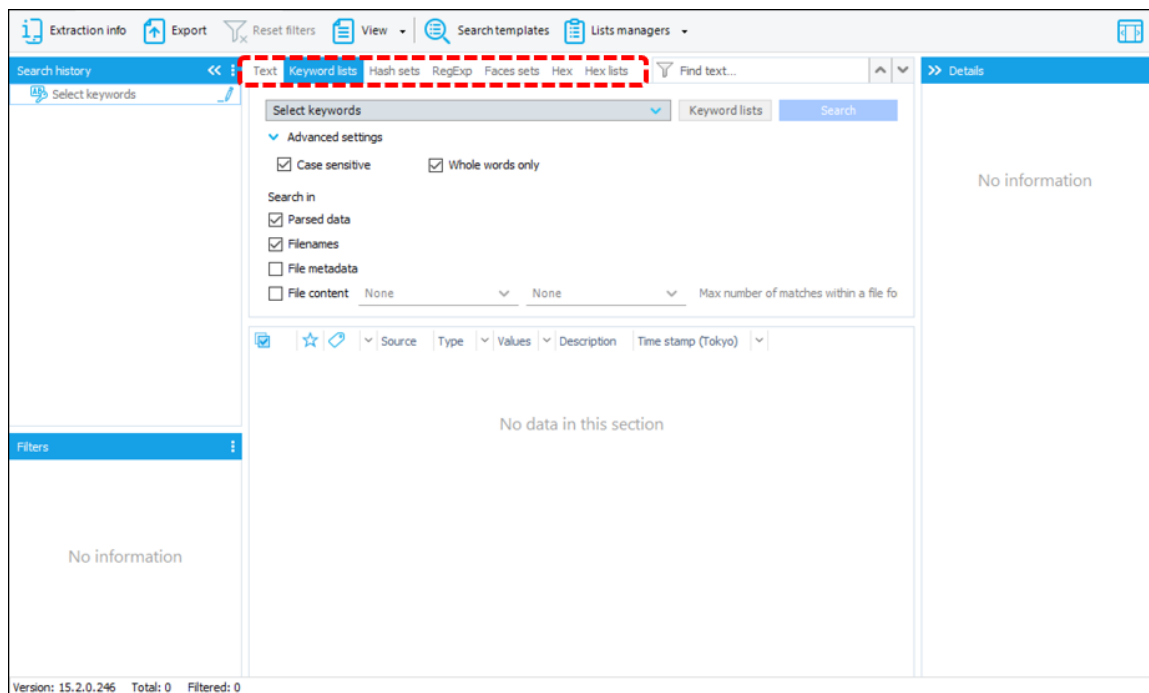 Extraction info Export Reset filters View Search templates Lists managers
Search history
Select keywords
Text Keyword lists Hash sets RegExp Faces sets Hex Hex lists Find text...
Select keywords Keyword lists Search
Advanced settings
Case sensitive Whole words only
Search in
Parsed data
Filenames
File metadata
File content None None Max number of matches within a file fo
Source Type Values Description Time stamp (Tokyo)
No data in this section
Details
No information
Filters
No information
Version: 15.2.0.246 Total: 0 Filtered: 0